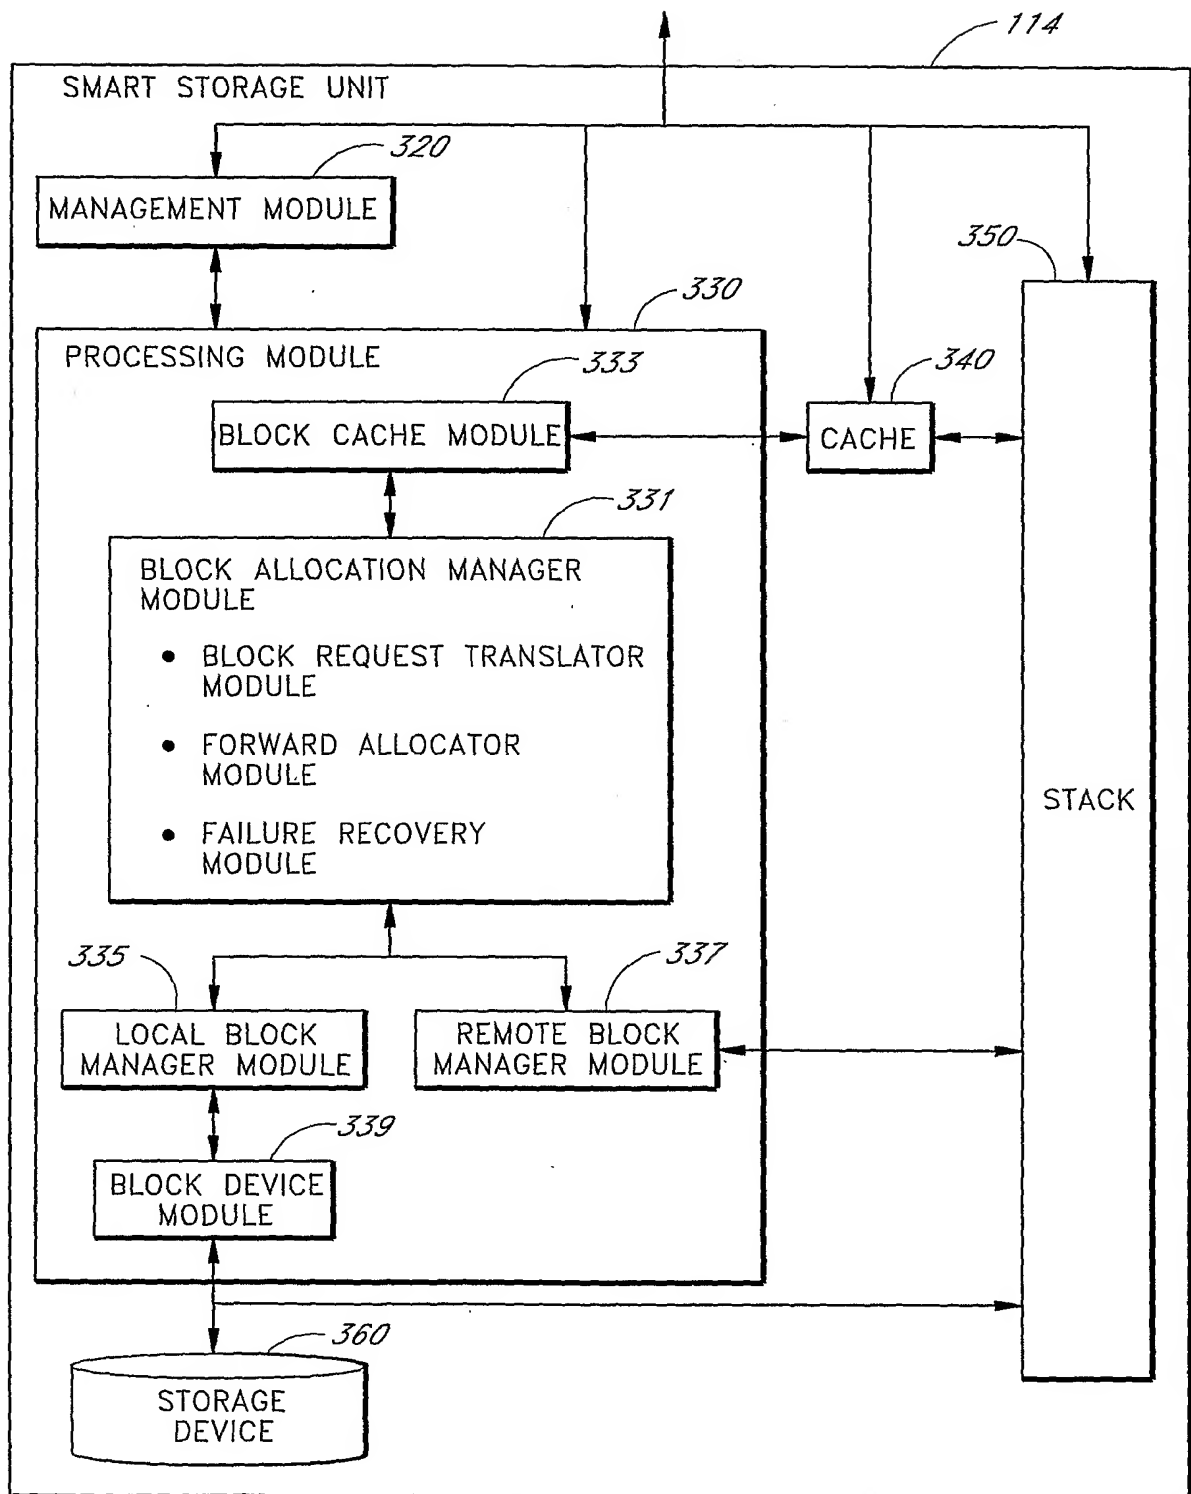 114
SMART STORAGE UNIT
320
MANAGEMENT MODULE
350
330
PROCESSING MODULE
333
340
BLOCK CACHE MODULE
CACHE
331
BLOCK ALLOCATION MANAGER
MODULE
• BLOCK REQUEST TRANSLATOR
MODULE
• FORWARD ALLOCATOR
MODULE
STACK
• FAILURE RECOVERY
MODULE
335
337
LOCAL BLOCK
MANAGER MODULE
REMOTE BLOCK
MANAGER MODULE
339
BLOCK DEVICE
MODULE
360
STORAGE
DEVICE